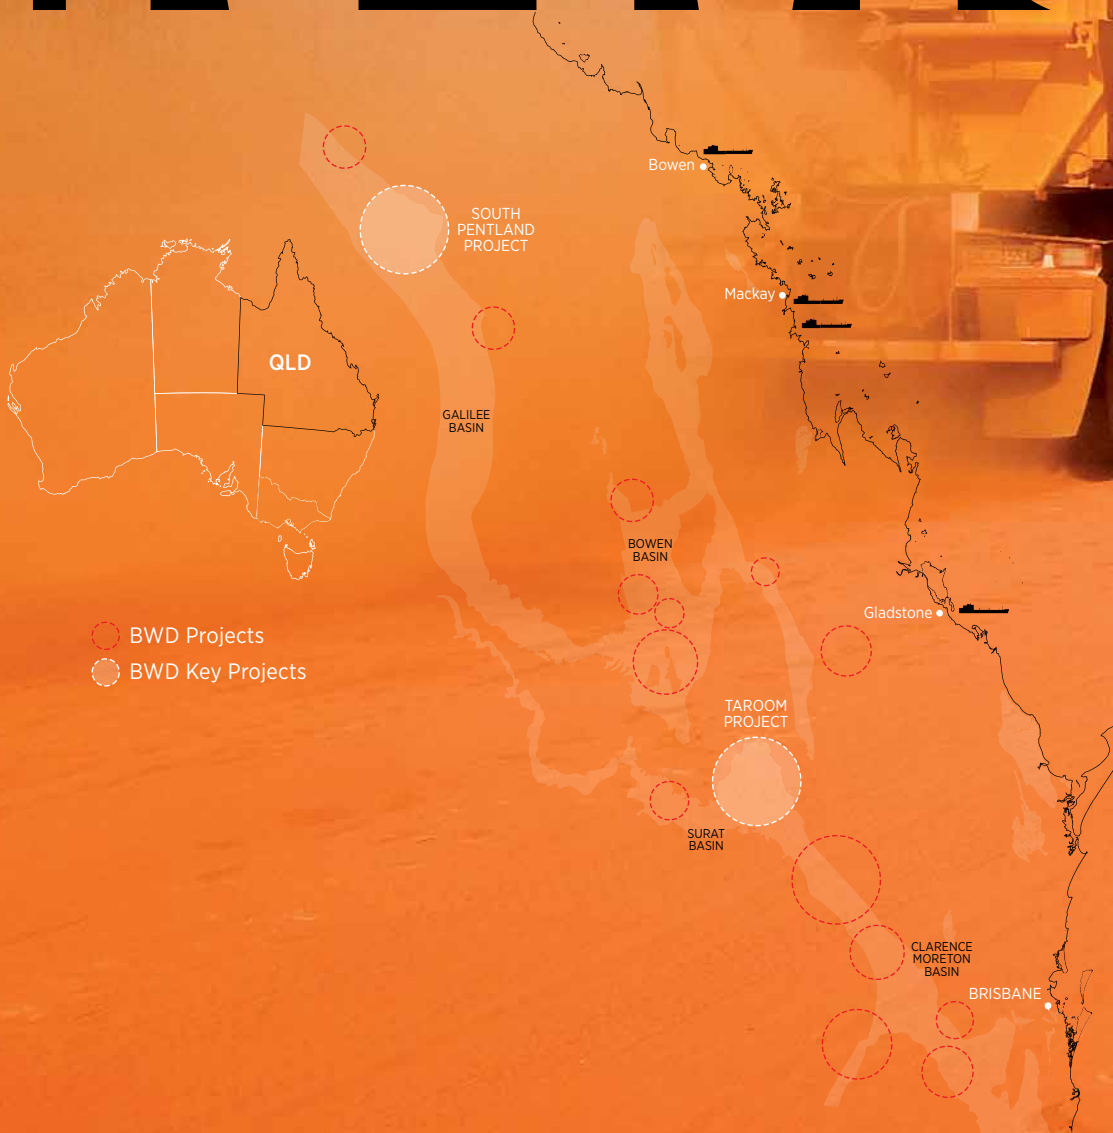 Bowen
SOUTH
PENTLAND
PROJECT
Mackay
QLD
GALILEE
BASIN
BOWEN
BASIN
Gladstone
BWD Projects
BWD Key Projects
TAROOM
PROJECT
SURAT
BASIN
CLARENCE
MORETON
BASIN
BRISBANE